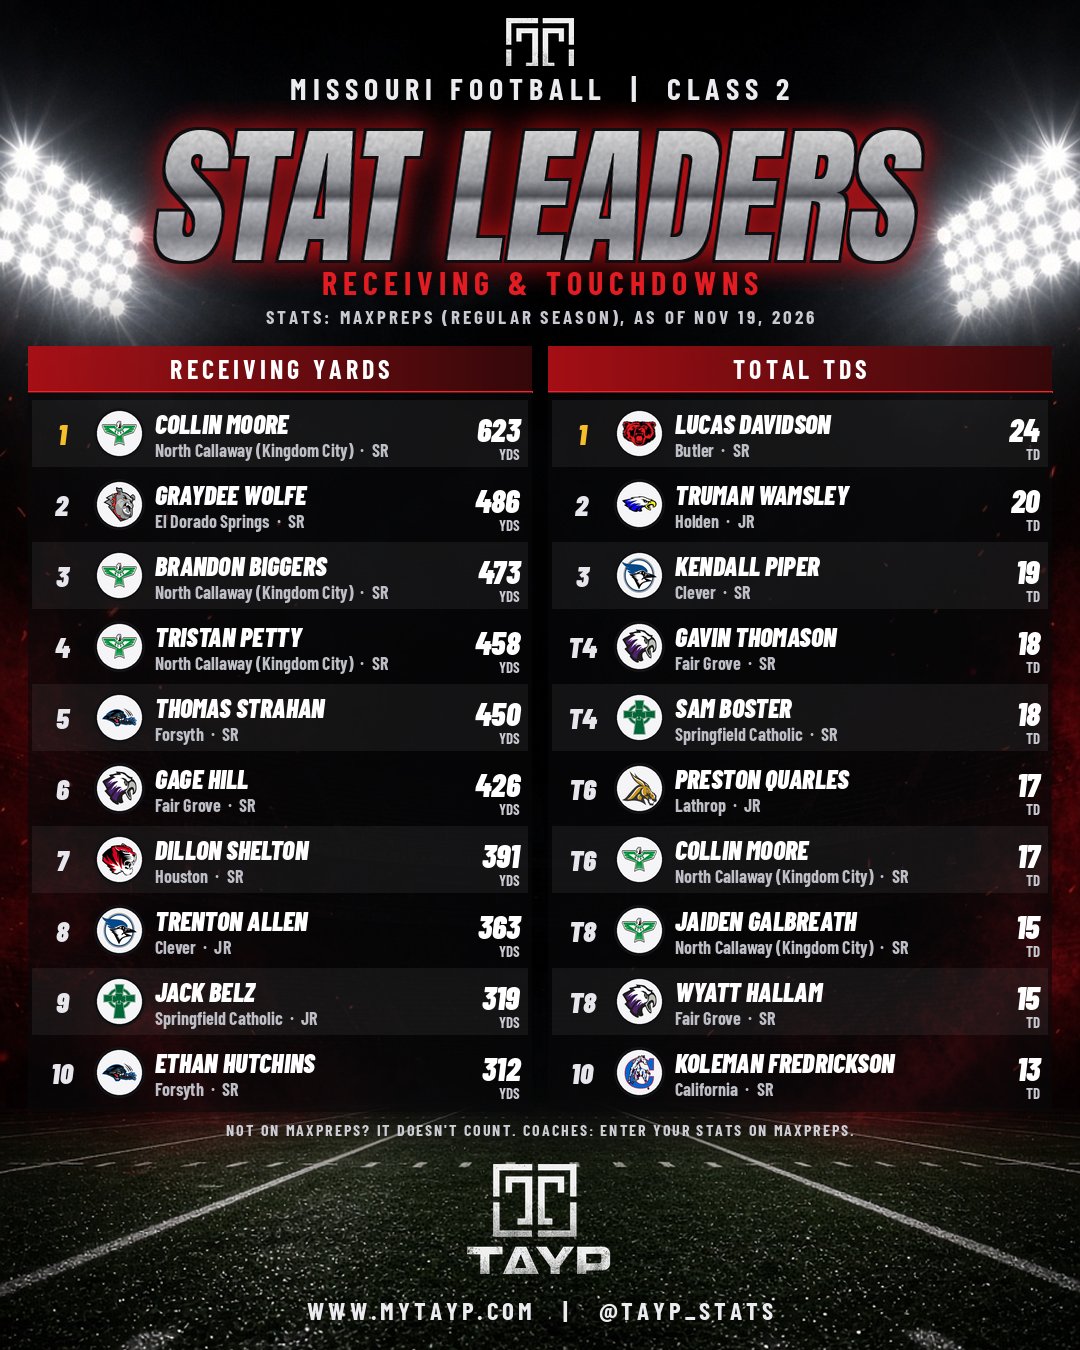 MISSOURI FOOTBALL | CLASS 2
STAT LEADERS
RECEIVING & TOUCHDOWNS
STATS: MAXPREPS (REGULAR SEASON), AS OF NOV 19, 2026
RECEIVING YARDS
1 COLLIN MOORE 623
North Callaway (Kingdom City) · SR YDS
2 GRAYDEE WOLFE 486
El Dorado Springs · SR YDS
3 BRANDON BIGGERS 473
North Callaway (Kingdom City) · SR YDS
4 TRISTAN PETTY 458
North Callaway (Kingdom City) · SR YDS
5 THOMAS STRAHAN 450
Forsyth · SR YDS
6 GAGE HILL 426
Fair Grove · SR YDS
7 DILLON SHELTON 391
Houston · SR YDS
8 TRENTON ALLEN 363
Clever · JR YDS
9 JACK BELZ 319
Springfield Catholic · JR YDS
10 ETHAN HUTCHINS 312
Forsyth · SR YDS
TOTAL TDS
1 LUCAS DAVIDSON 24
Butler · SR TD
2 TRUMAN WAMSLEY 20
Holden · JR TD
3 KENDALL PIPER 19
Clever · SR TD
T4 GAVIN THOMASON 18
Fair Grove · SR TD
T4 SAM BOSTER 18
Springfield Catholic · SR TD
T6 PRESTON QUARLES 17
Lathrop · JR TD
T6 COLLIN MOORE 17
North Callaway (Kingdom City) · SR TD
T8 JAIDEN GALBREATH 15
North Callaway (Kingdom City) · SR TD
T8 WYATT HALLAM 15
Fair Grove · SR TD
10 KOLEMAN FREDRICKSON 13
California · SR TD
NOT ON MAXPREPS? IT DOESN'T COUNT. COACHES: ENTER YOUR STATS ON MAXPREPS.
TAYP
WWW.MYTAYP.COM | @TAYP_STATS